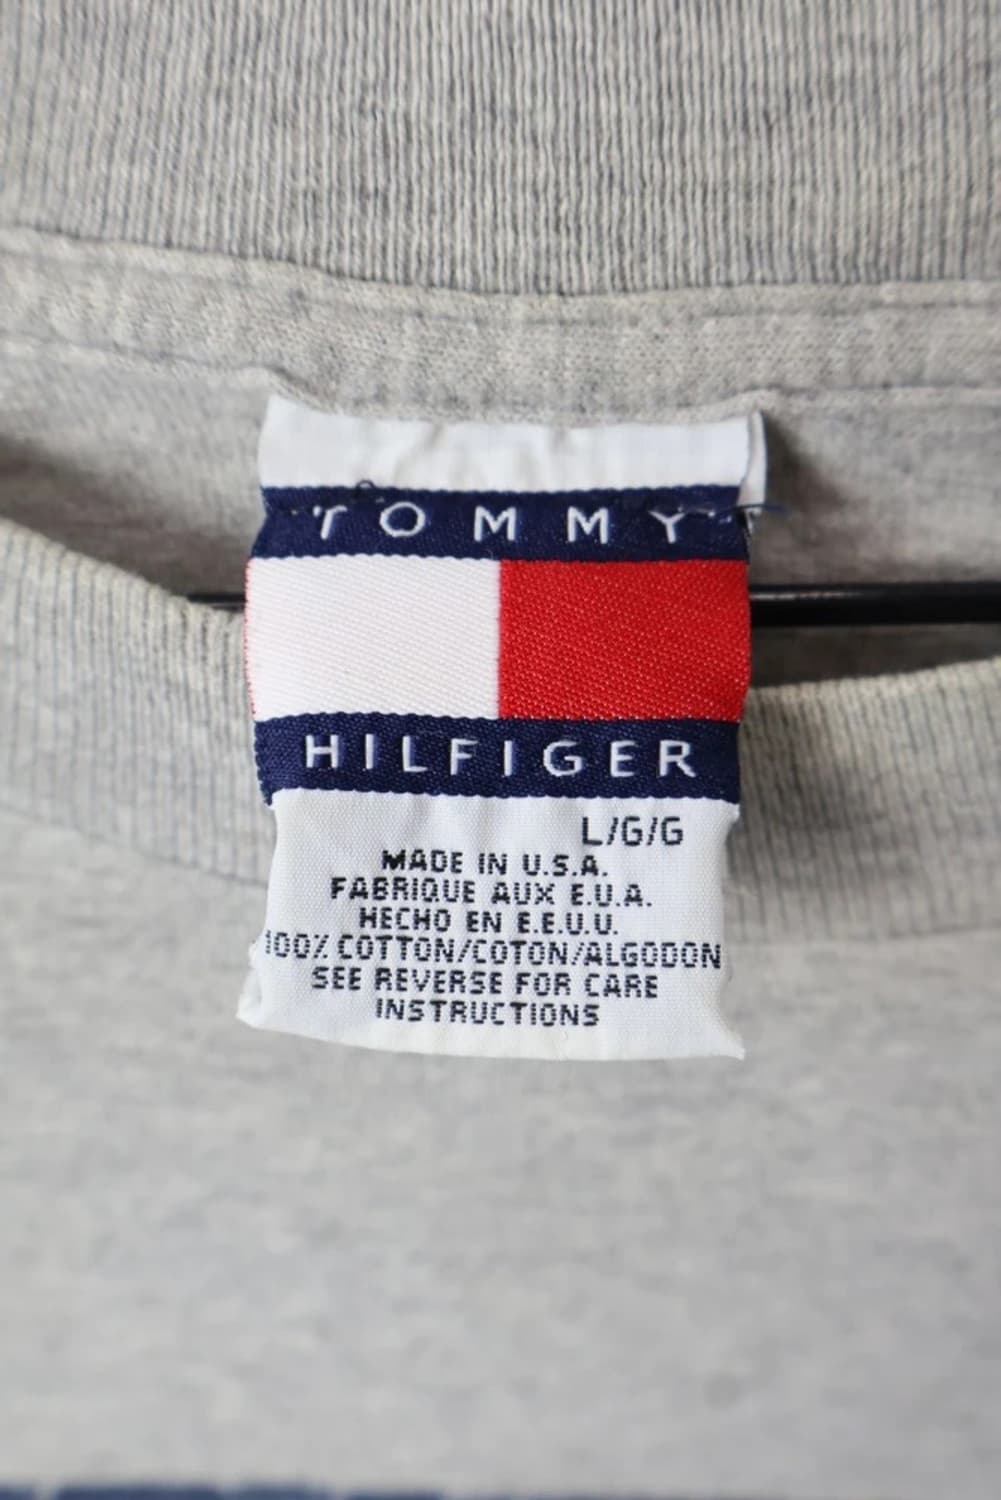 TOMMY
HILFIGER
L/G/G
MADE IN U.S.A.
FABRIQUE AUX E.U.A.
HECHO EN E.E.U.U.
100% COTTON/COTON/ALGODON
SEE REVERSE FOR CARE
INSTRUCTIONS